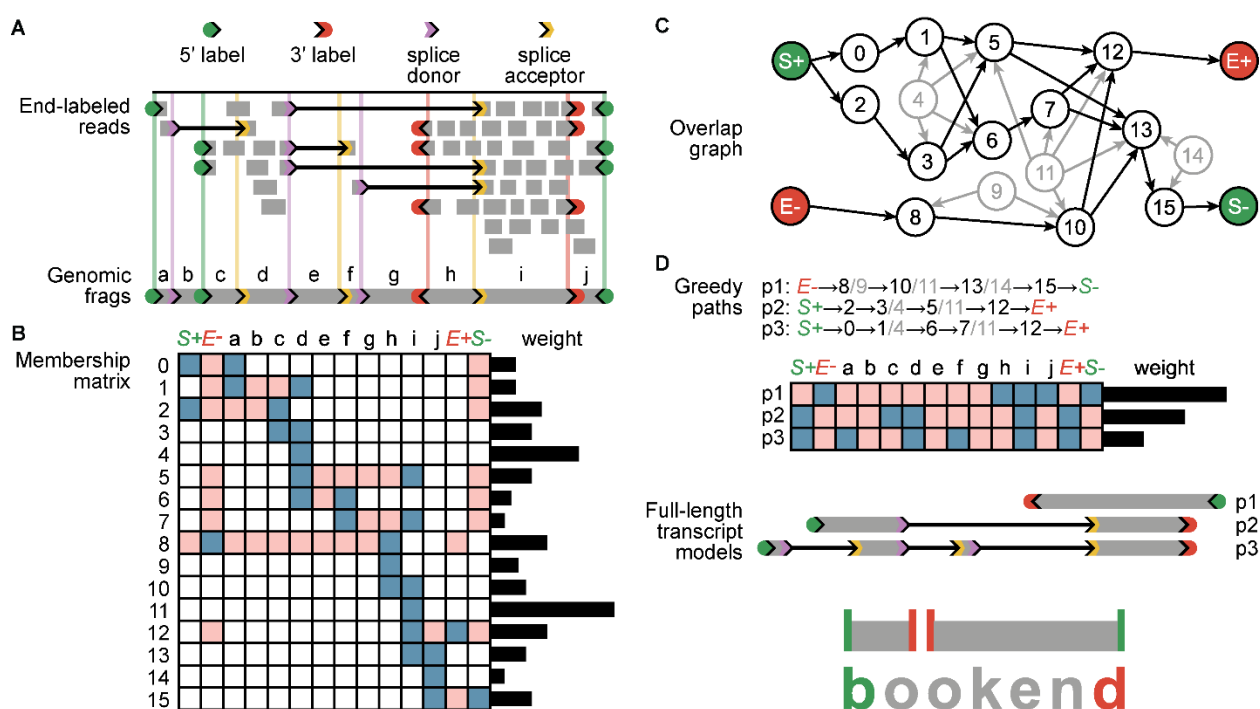 A
5' label
3' label
splice donor
splice acceptor
End-labeled reads
Genomic frags
a b c d e f g h i j
B
Membership matrix
S+ E- a b c d e f g h i j E+ S- weight
0
1
2
3
4
5
6
7
8
9
10
11
12
13
14
15
C
Overlap graph
S+ 0 1 5 12 E+
2 4 7 13
3 6 11 14
E- 8 9 10 15 S-
D
Greedy paths
p1: E-→8/9→10/11→13/14→15→S-
p2: S+→2→3/4→5/11→12→E+
p3: S+→0→1/4→6→7/11→12→E+
S+ E- a b c d e f g h i j E+ S- weight
p1
p2
p3
Full-length transcript models
p1
p2
p3
bookend